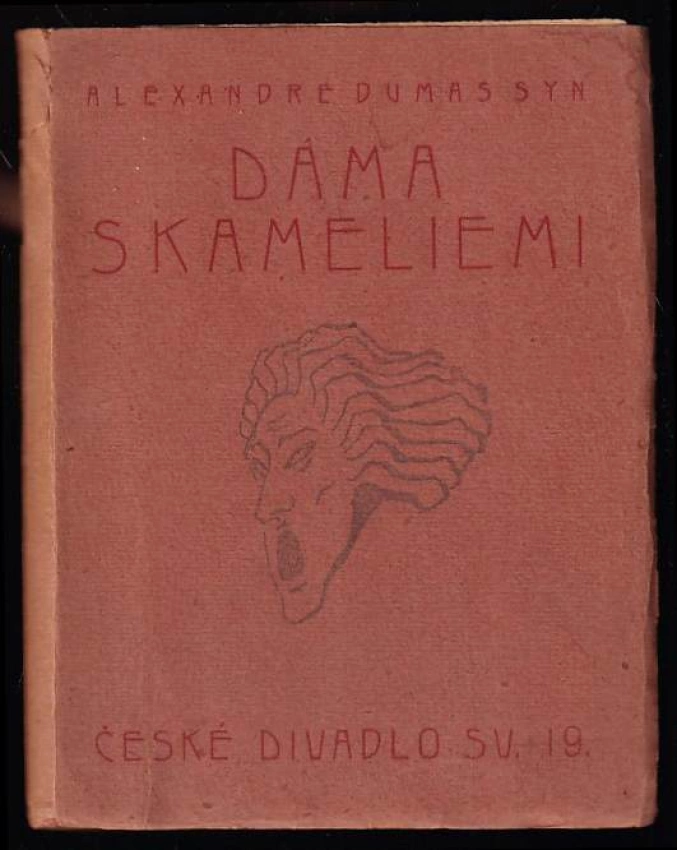 ALEXANDRE DUMAS SYN
DÁMA
S KAMELIEMI
ČESKÉ DIVADLO SV. 19.